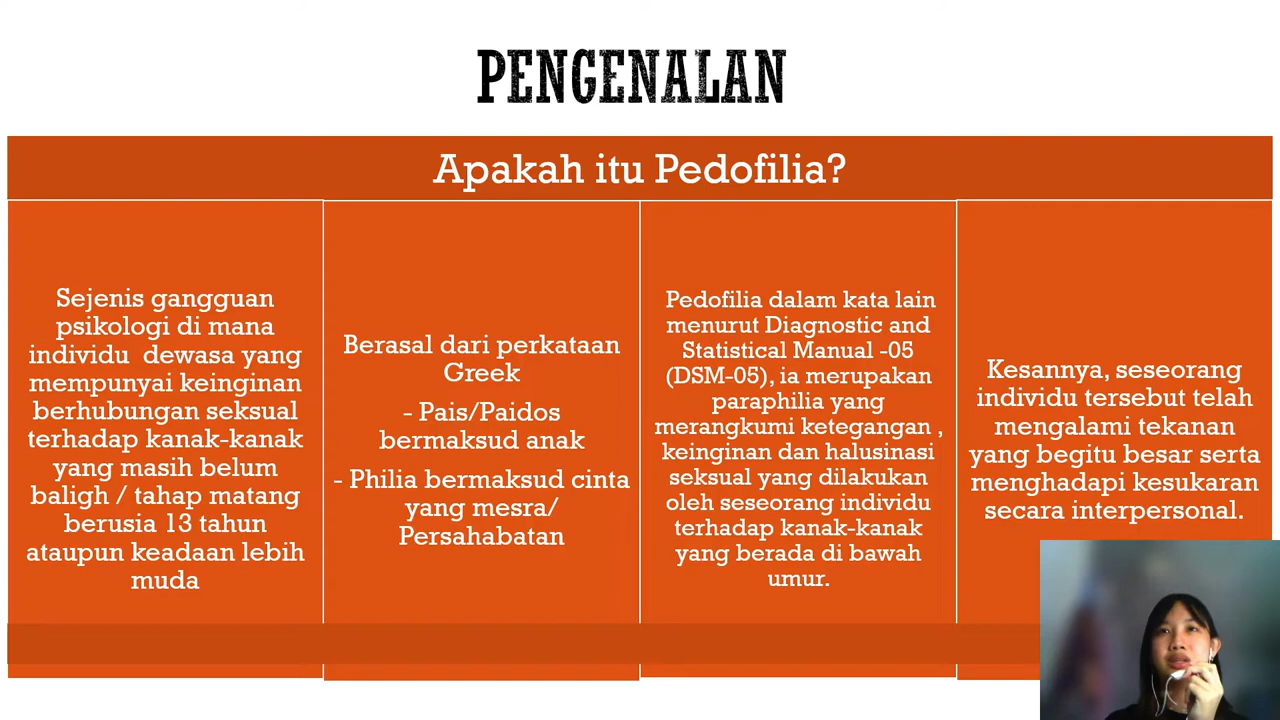 PENGENALAN
Apakah itu Pedofilia?
Sejenis gangguan
psikologi di mana
individu dewasa yang
mempunyai keinginan
berhubungan seksual
terhadap kanak-kanak
yang masih belum
baligh / tahap matang
berusia 13 tahun
ataupun keadaan lebih
muda
Berasal dari perkataan
Greek
- Pais/Paidos
bermaksud anak
- Philia bermaksud cinta
yang mesra/
Persahabatan
Pedofilia dalam kata lain
menurut Diagnostic and
Statistical Manual -05
(DSM-05), ia merupakan
paraphilia yang
merangkumi ketegangan ,
keinginan dan halusinasi
seksual yang dilakukan
oleh seseorang individu
terhadap kanak-kanak
yang berada di bawah
umur.
Kesannya, seseorang
individu tersebut telah
mengalami tekanan
yang begitu besar serta
menghadapi kesukaran
secara interpersonal.